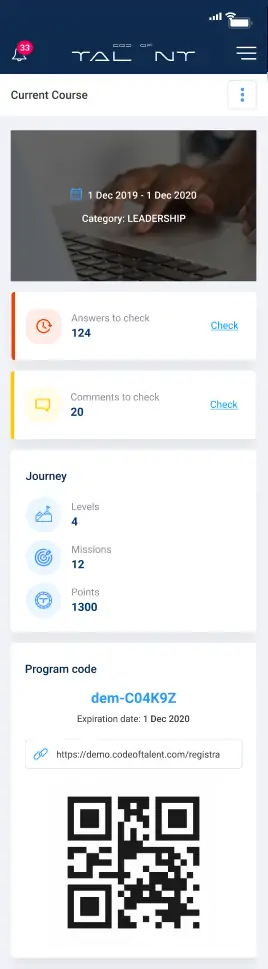 33
CODE OF
TALENT
Current Course
1 Dec 2019 - 1 Dec 2020
Category: LEADERSHIP
Answers to check
124
Check
Comments to check
20
Check
Journey
Levels
4
Missions
12
Points
1300
Program code
dem-C04K9Z
Expiration date: 1 Dec 2020
https://demo.codeoftalent.com/registra